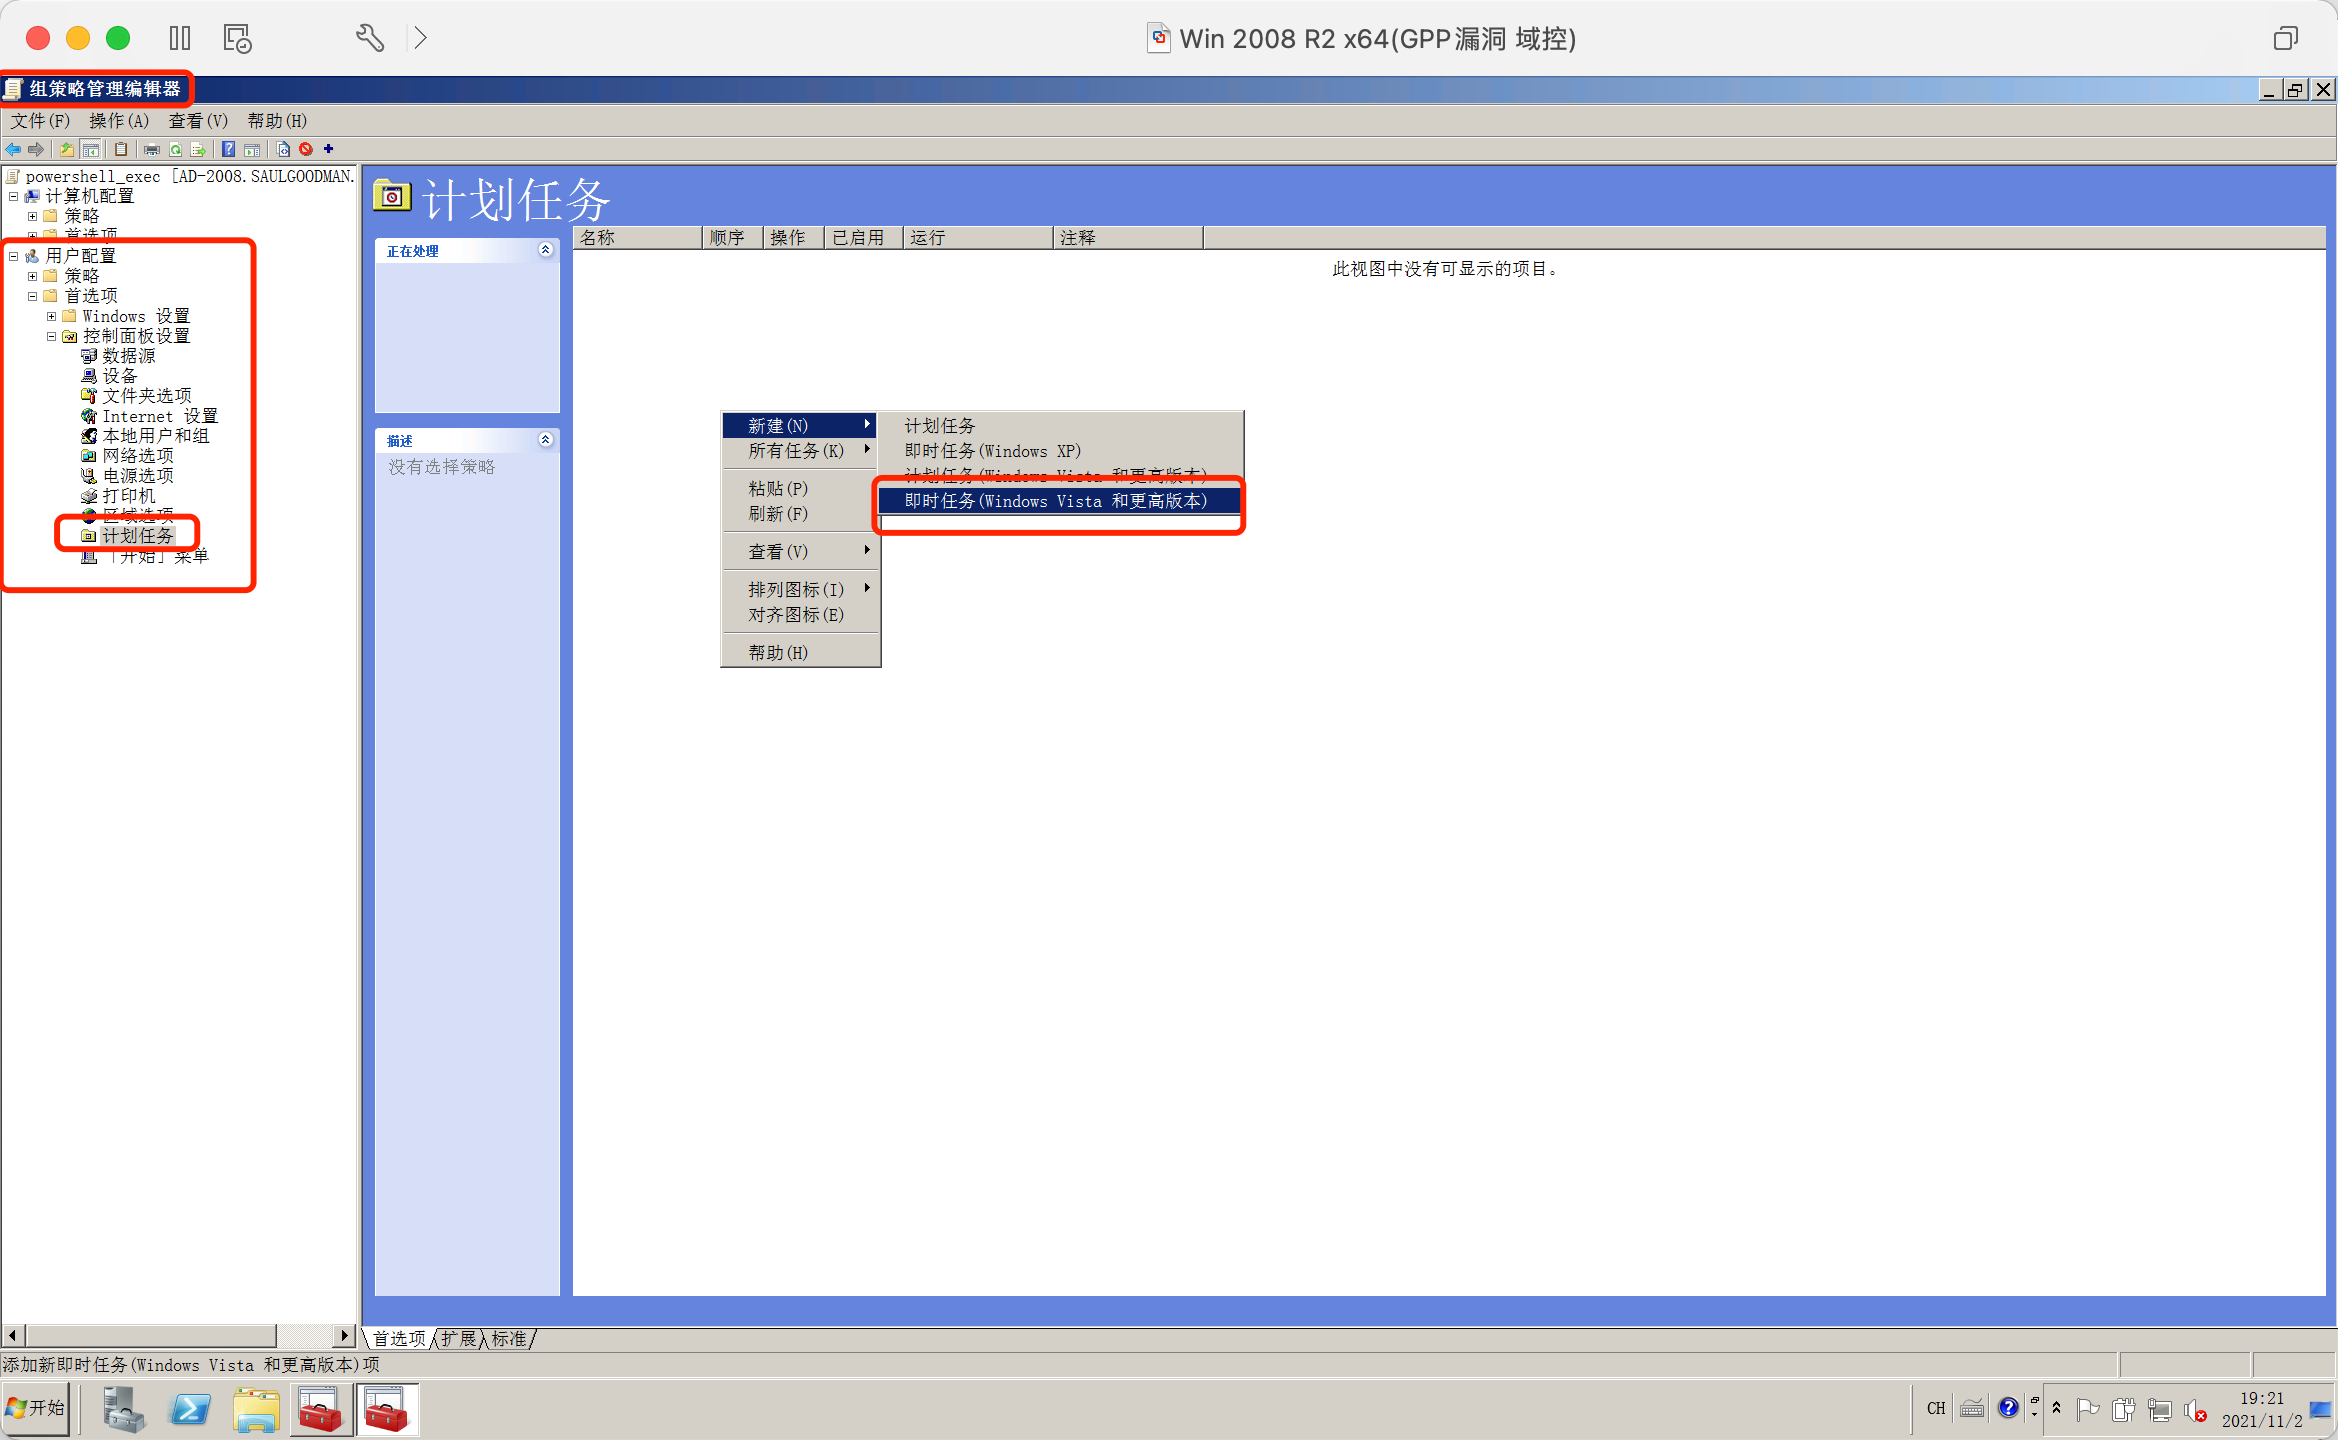 Win 2008 R2 x64(GPP漏洞 域控)
组策略管理编辑器
文件(F) 操作(A) 查看(V) 帮助(H)
powershell_exec [AD-2008.SAULGOODMAN.
计算机配置
策略
首选项
用户配置
策略
首选项
Windows 设置
控制面板设置
数据源
设备
文件夹选项
Internet 设置
本地用户和组
网络选项
电源选项
打印机
区域选项
计划任务
「开始」菜单
计划任务
正在处理
描述
没有选择策略
名称 顺序 操作 已启用 运行 注释
此视图中没有可显示的项目。
新建(N)
所有任务(K)
粘贴(P)
刷新(F)
查看(V)
排列图标(I)
对齐图标(E)
帮助(H)
计划任务
即时任务(Windows XP)
计划任务(Windows Vista 和更高版本)
即时任务(Windows Vista 和更高版本)
首选项 扩展 标准
添加新即时任务(Windows Vista 和更高版本)项
开始
CH
19:21
2021/11/2